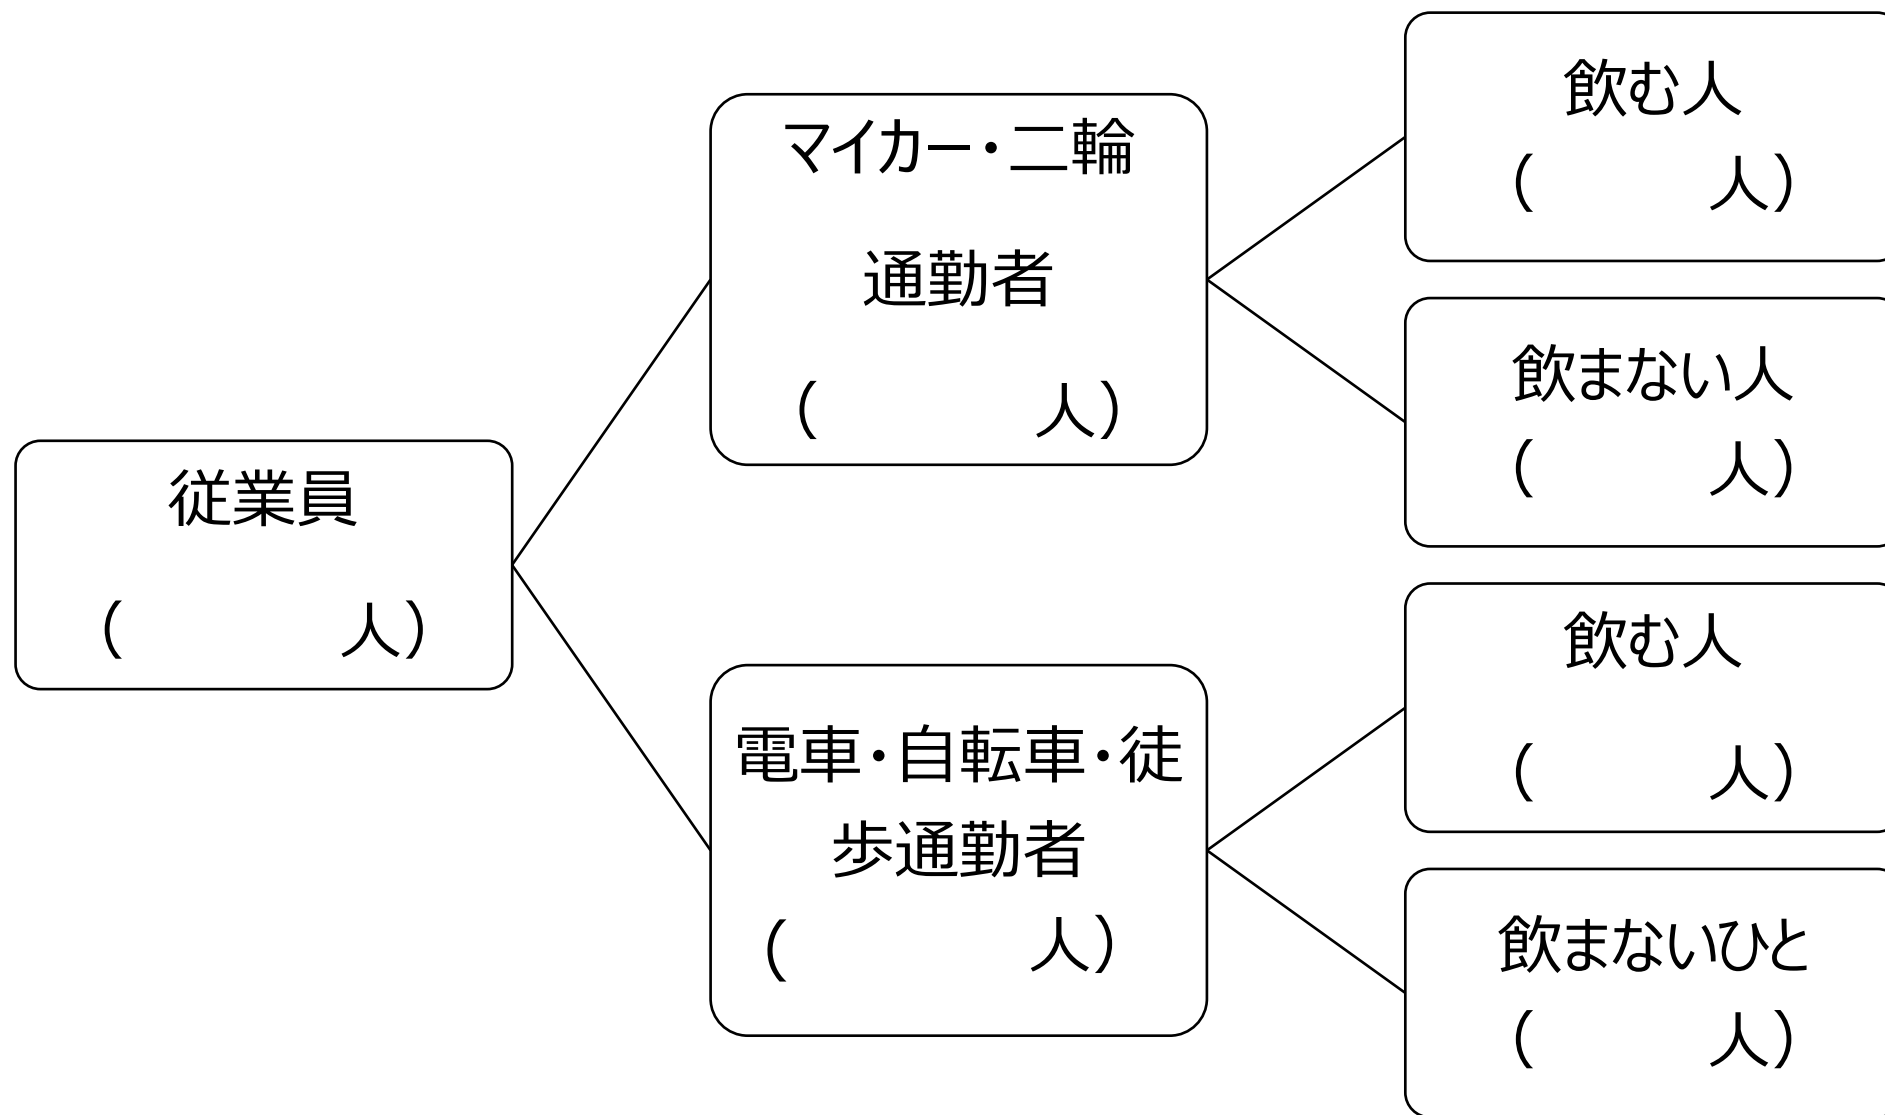 従業員
(　　　人)
マイカー・二輪
通勤者
(　　　人)
飲む人
(　　　人)
飲まない人
(　　　人)
電車・自転車・徒
歩通勤者
(　　　人)
飲む人
(　　　人)
飲まないひと
(　　　人)